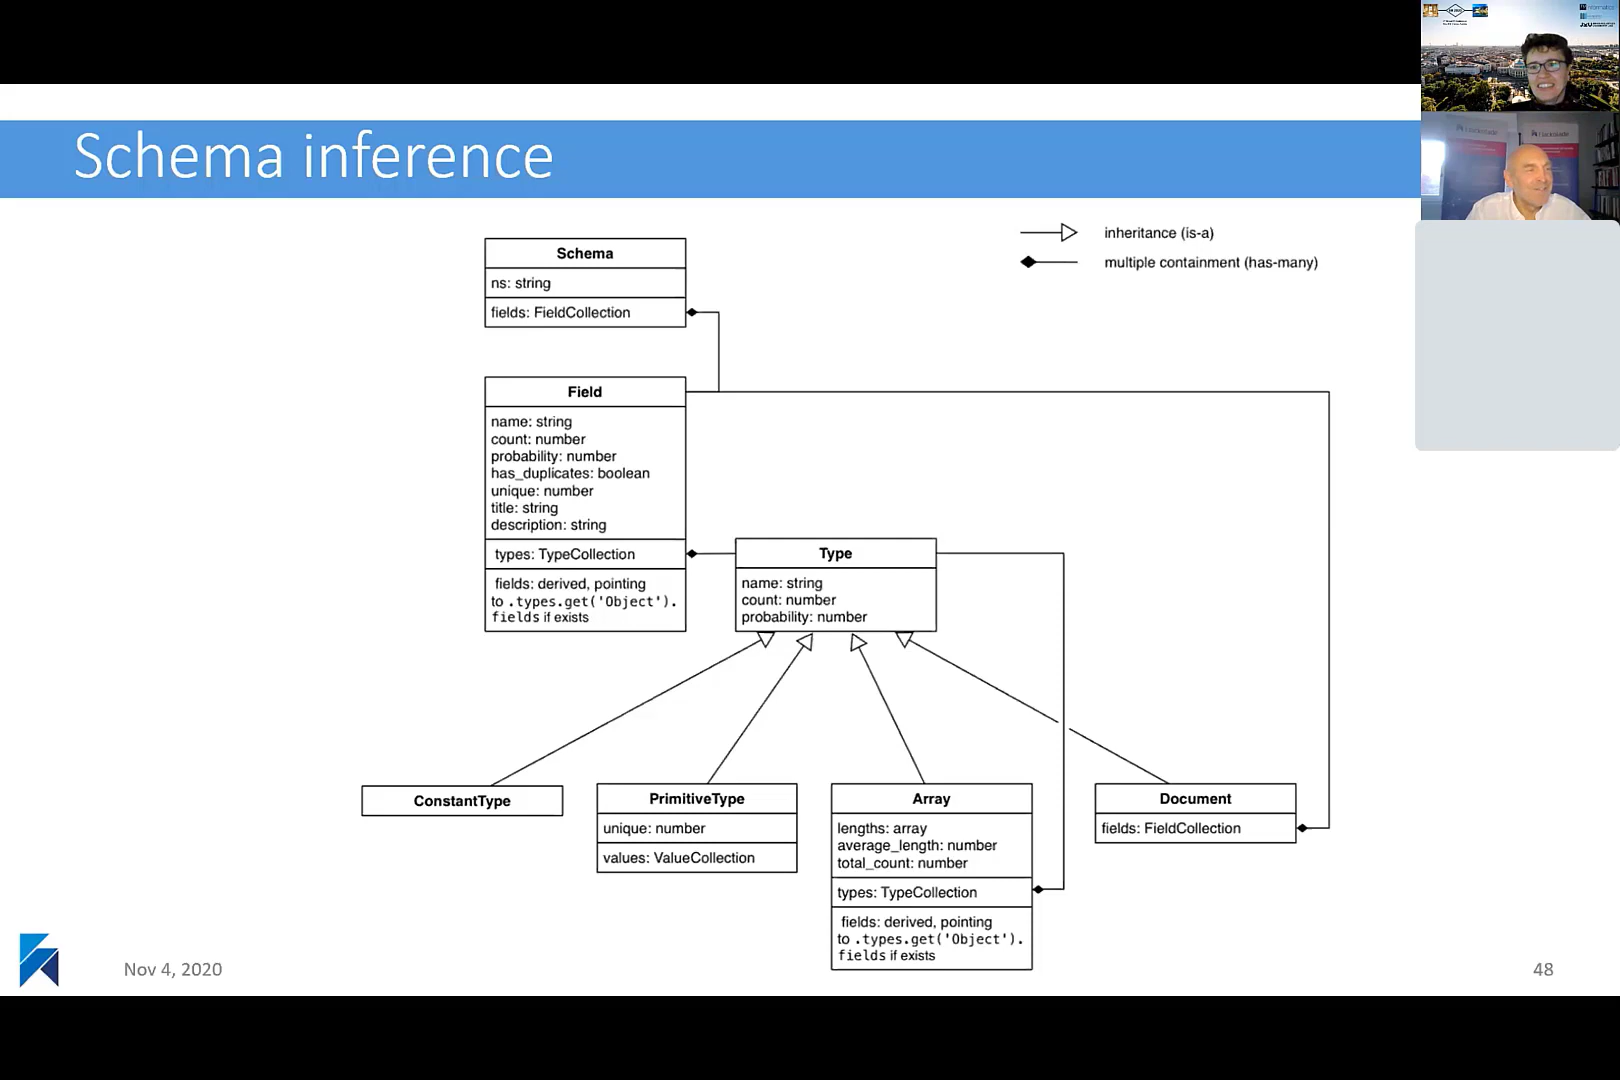 Schema inference
inheritance (is-a)
multiple containment (has-many)
Schema
ns: string
fields: FieldCollection
Field
name: string
count: number
probability: number
has_duplicates: boolean
unique: number
title: string
description: string
types: TypeCollection
fields: derived, pointing
to .types.get('Object').
fields if exists
Type
name: string
count: number
probability: number
ConstantType
PrimitiveType
unique: number
values: ValueCollection
Array
lengths: array
average_length: number
total_count: number
types: TypeCollection
fields: derived, pointing
to .types.get('Object').
fields if exists
Document
fields: FieldCollection
Nov 4, 2020
48